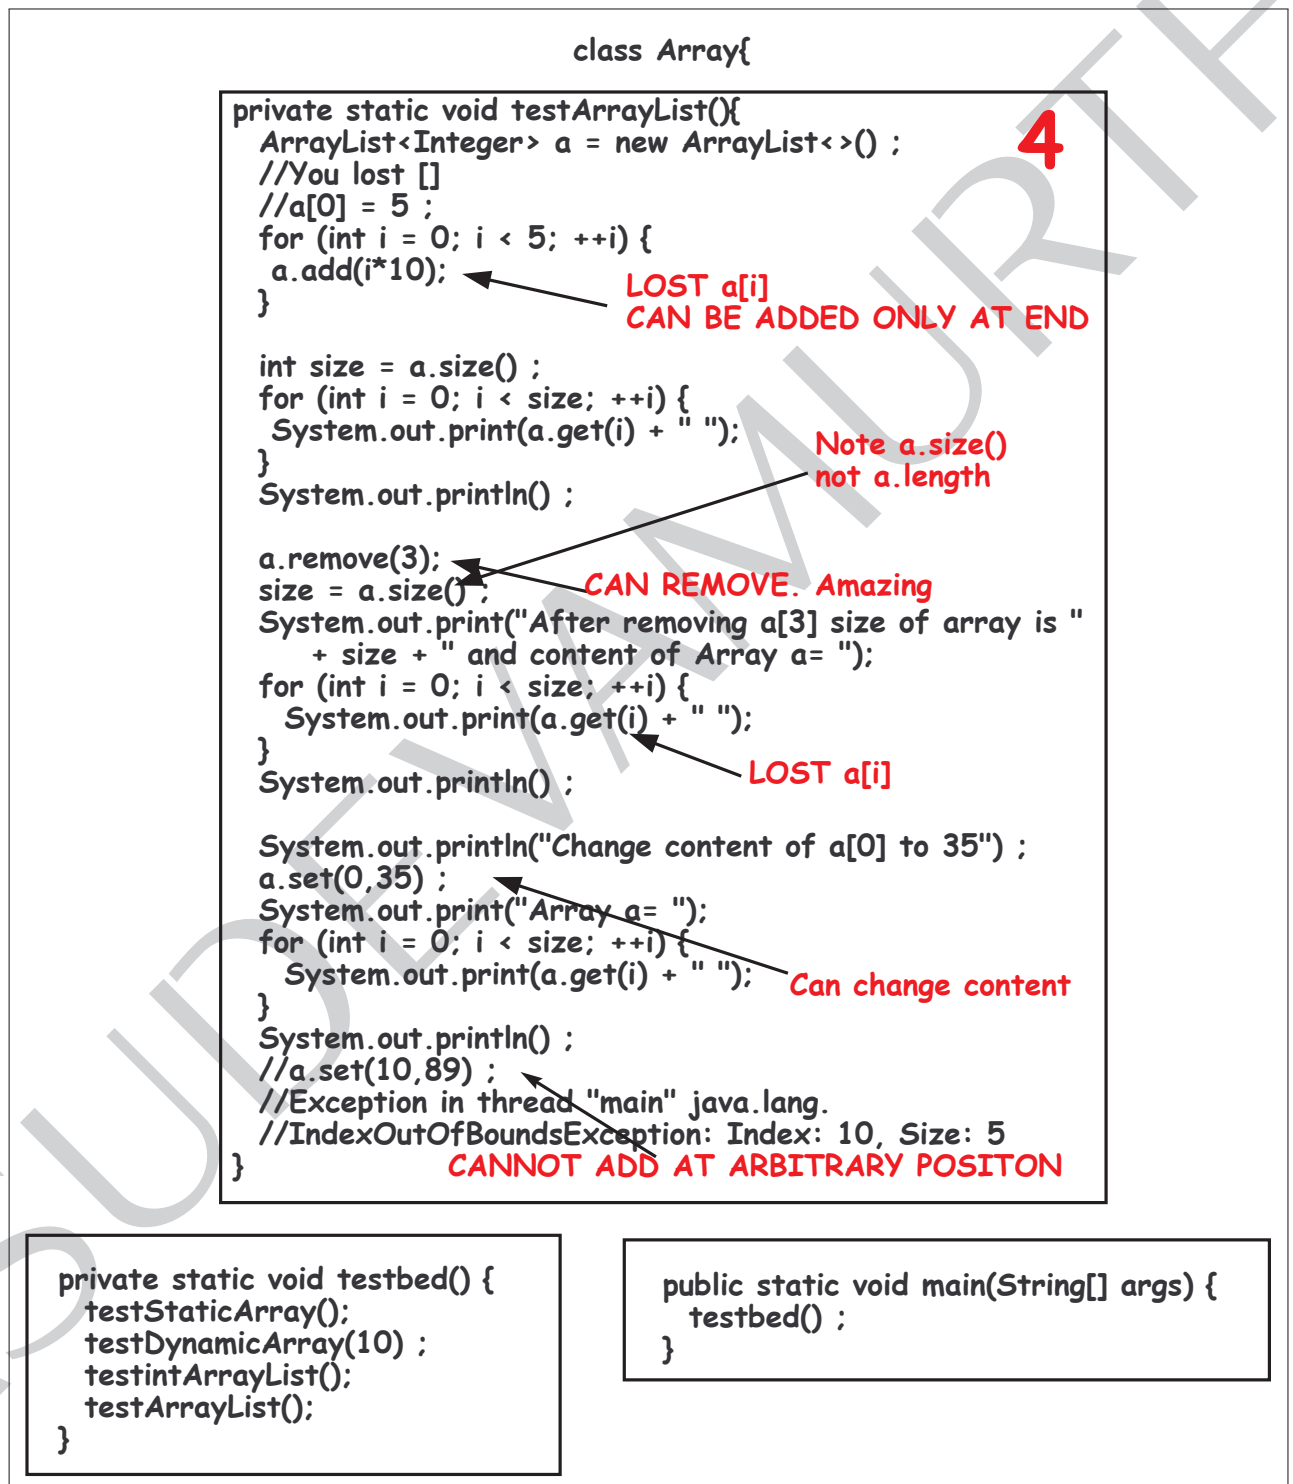 class Array{
private static void testArrayList(){
4
ArrayList<Integer> a = new ArrayList<>() ;
//You lost []
//a[0] = 5 ;
for (int i = 0; i < 5; ++i) {
a.add(i*10);
LOST a[i]
CAN BE ADDED ONLY AT END
}
int size = a.size() ;
for (int i = 0; i < size; ++i) {
System.out.print(a.get(i) + " ");
Note a.size()
not a.length
}
System.out.println() ;
a.remove(3);
CAN REMOVE. Amazing
size = a.size() ;
System.out.print("After removing a[3] size of array is "
+ size + " and content of Array a= ");
for (int i = 0; i < size; ++i) {
System.out.print(a.get(i) + " ");
LOST a[i]
}
System.out.println() ;
System.out.println("Change content of a[0] to 35") ;
a.set(0,35) ;
System.out.print("Array a= ");
for (int i = 0; i < size; ++i) {
System.out.print(a.get(i) + " ");
Can change content
}
System.out.println() ;
//a.set(10,89) ;
//Exception in thread "main" java.lang.
//IndexOutOfBoundsException: Index: 10, Size: 5
CANNOT ADD AT ARBITRARY POSITON
}
private static void testbed() {
testStaticArray();
testDynamicArray(10) ;
testintArrayList();
testArrayList();
}
public static void main(String[] args) {
testbed() ;
}
SUDEVAMURTH